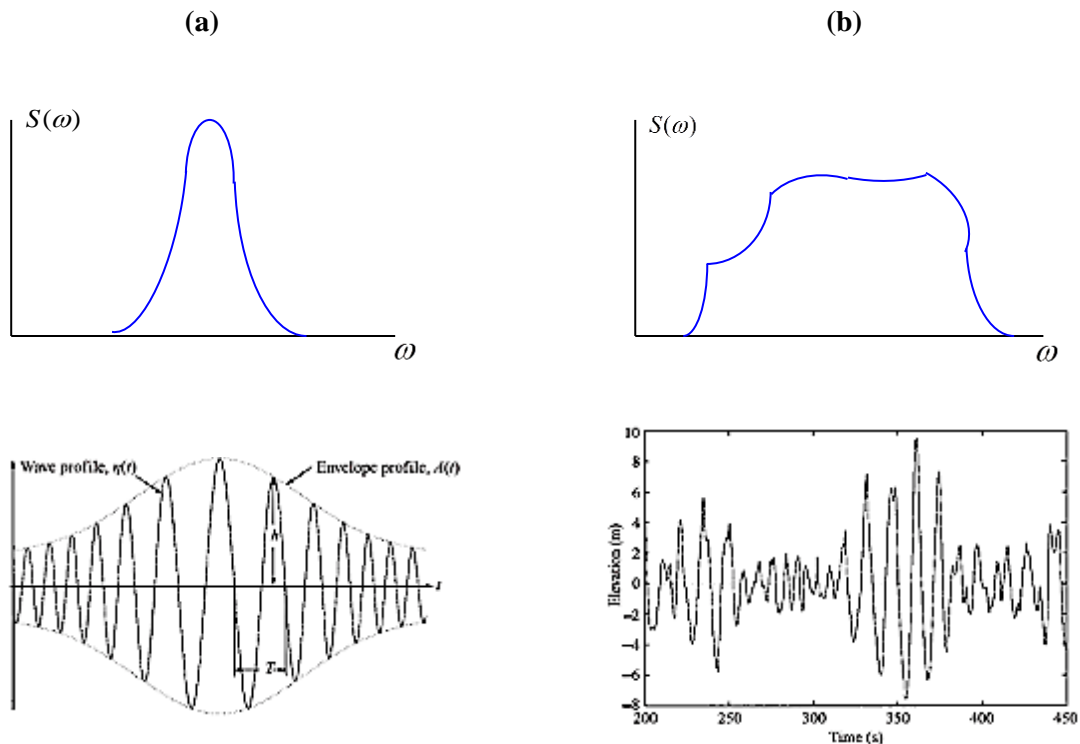 (a)
(b)
S(ω)
S(ω)
ω
ω
Wave profile, η(t)
Envelope profile, A(t)
h
t
T
10
8
6
4
2
0
−2
−4
−6
−8
Elevation (m)
200
250
300
350
400
450
Time (s)